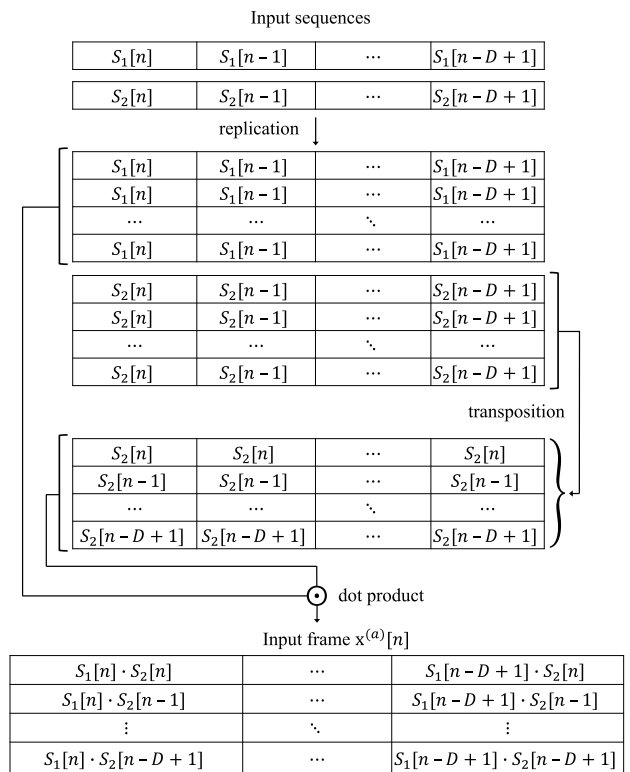 Input sequences
S₁[n] S₁[n – 1] ⋯ S₁[n – D + 1]
S₂[n] S₂[n – 1] ⋯ S₂[n – D + 1]
replication
S₁[n] S₁[n – 1] ⋯ S₁[n – D + 1]
S₁[n] S₁[n – 1] ⋯ S₁[n – D + 1]
⋯ ⋯ ⋱ ⋯
S₁[n] S₁[n – 1] ⋯ S₁[n – D + 1]
S₂[n] S₂[n – 1] ⋯ S₂[n – D + 1]
S₂[n] S₂[n – 1] ⋯ S₂[n – D + 1]
⋯ ⋯ ⋱ ⋯
S₂[n] S₂[n – 1] ⋯ S₂[n – D + 1]
transposition
S₂[n] S₂[n] ⋯ S₂[n]
S₂[n – 1] S₂[n – 1] ⋯ S₂[n – 1]
⋯ ⋯ ⋱ ⋯
S₂[n – D + 1] S₂[n – D + 1] ⋯ S₂[n – D + 1]
dot product
Input frame x⁽ᵃ⁾[n]
S₁[n] · S₂[n] ⋯ S₁[n – D + 1] · S₂[n]
S₁[n] · S₂[n – 1] ⋯ S₁[n – D + 1] · S₂[n – 1]
⋮ ⋱ ⋮
S₁[n] · S₂[n – D + 1] ⋯ S₁[n – D + 1] · S₂[n – D + 1]